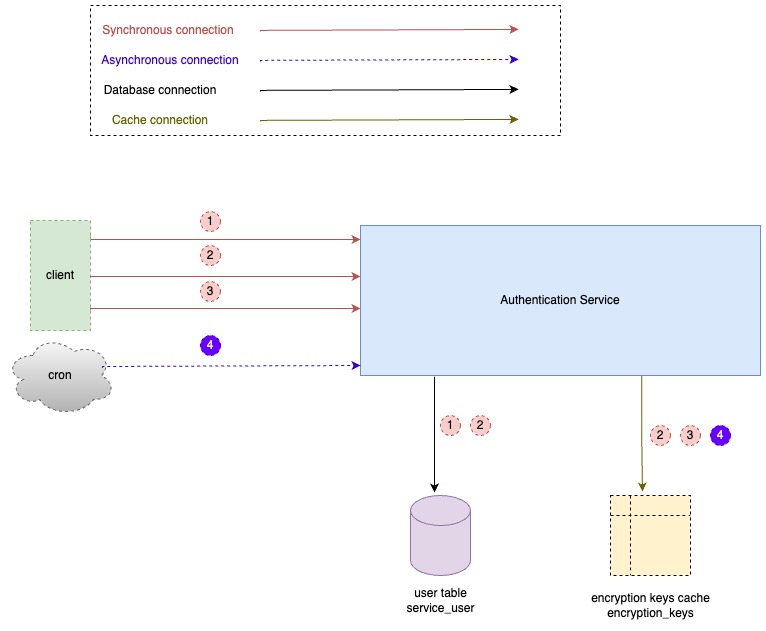 Synchronous connection
Asynchronous connection
Database connection
Cache connection
1
2
3
client
Authentication Service
4
cron
1 2
2 3 4
user table
service_user
encryption keys cache
encryption_keys